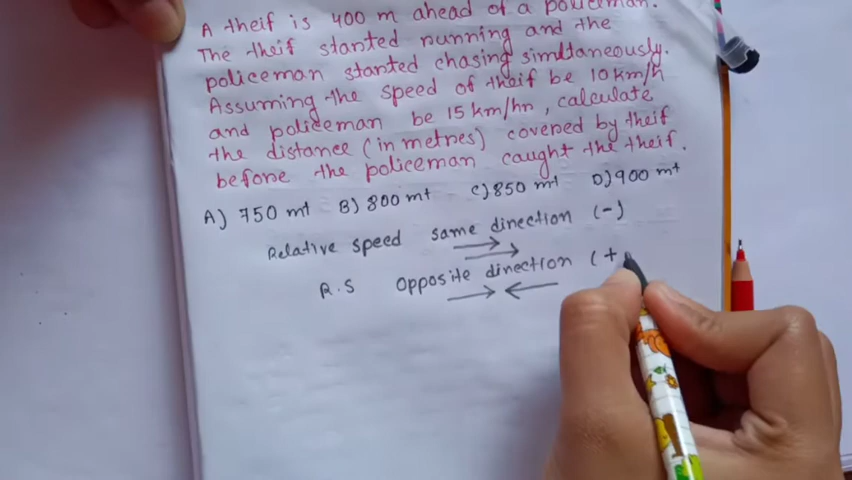 A theif is 400 m ahead of a policeman.
The theif started running and the
policeman started chasing simultaneously.
Assuming the speed of theif be 10 km/h
and policeman be 15 km/hr, calculate
the distance (in metres) covered by theif
before the policeman caught the theif.
A) 750 mt B) 800 mt C) 850 mt D) 900 mt
Relative speed same direction (-)
R.S Opposite direction (+)